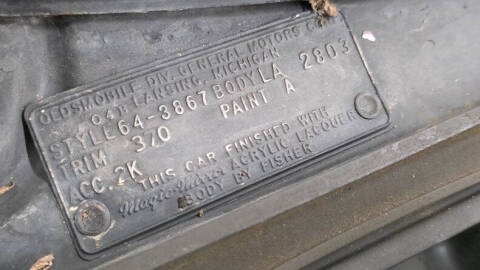 OLDSMOBILE DIV. GENERAL MOTORS CORP.
LANSING, MICHIGAN
STYLE 64-3867 BODY LA 2803
TRIM 370 PAINT A
ACC. 2K
THIS CAR FINISHED WITH
Magic-Mirror ACRYLIC LACQUER
BODY BY FISHER